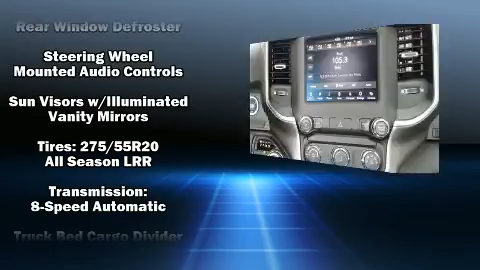 Rear Window Defroster
Steering Wheel
Mounted Audio Controls
Sun Visors w/Illuminated
Vanity Mirrors
Tires: 275/55R20
All Season LRR
Transmission:
8-Speed Automatic
Truck Bed Cargo Divider
105.3